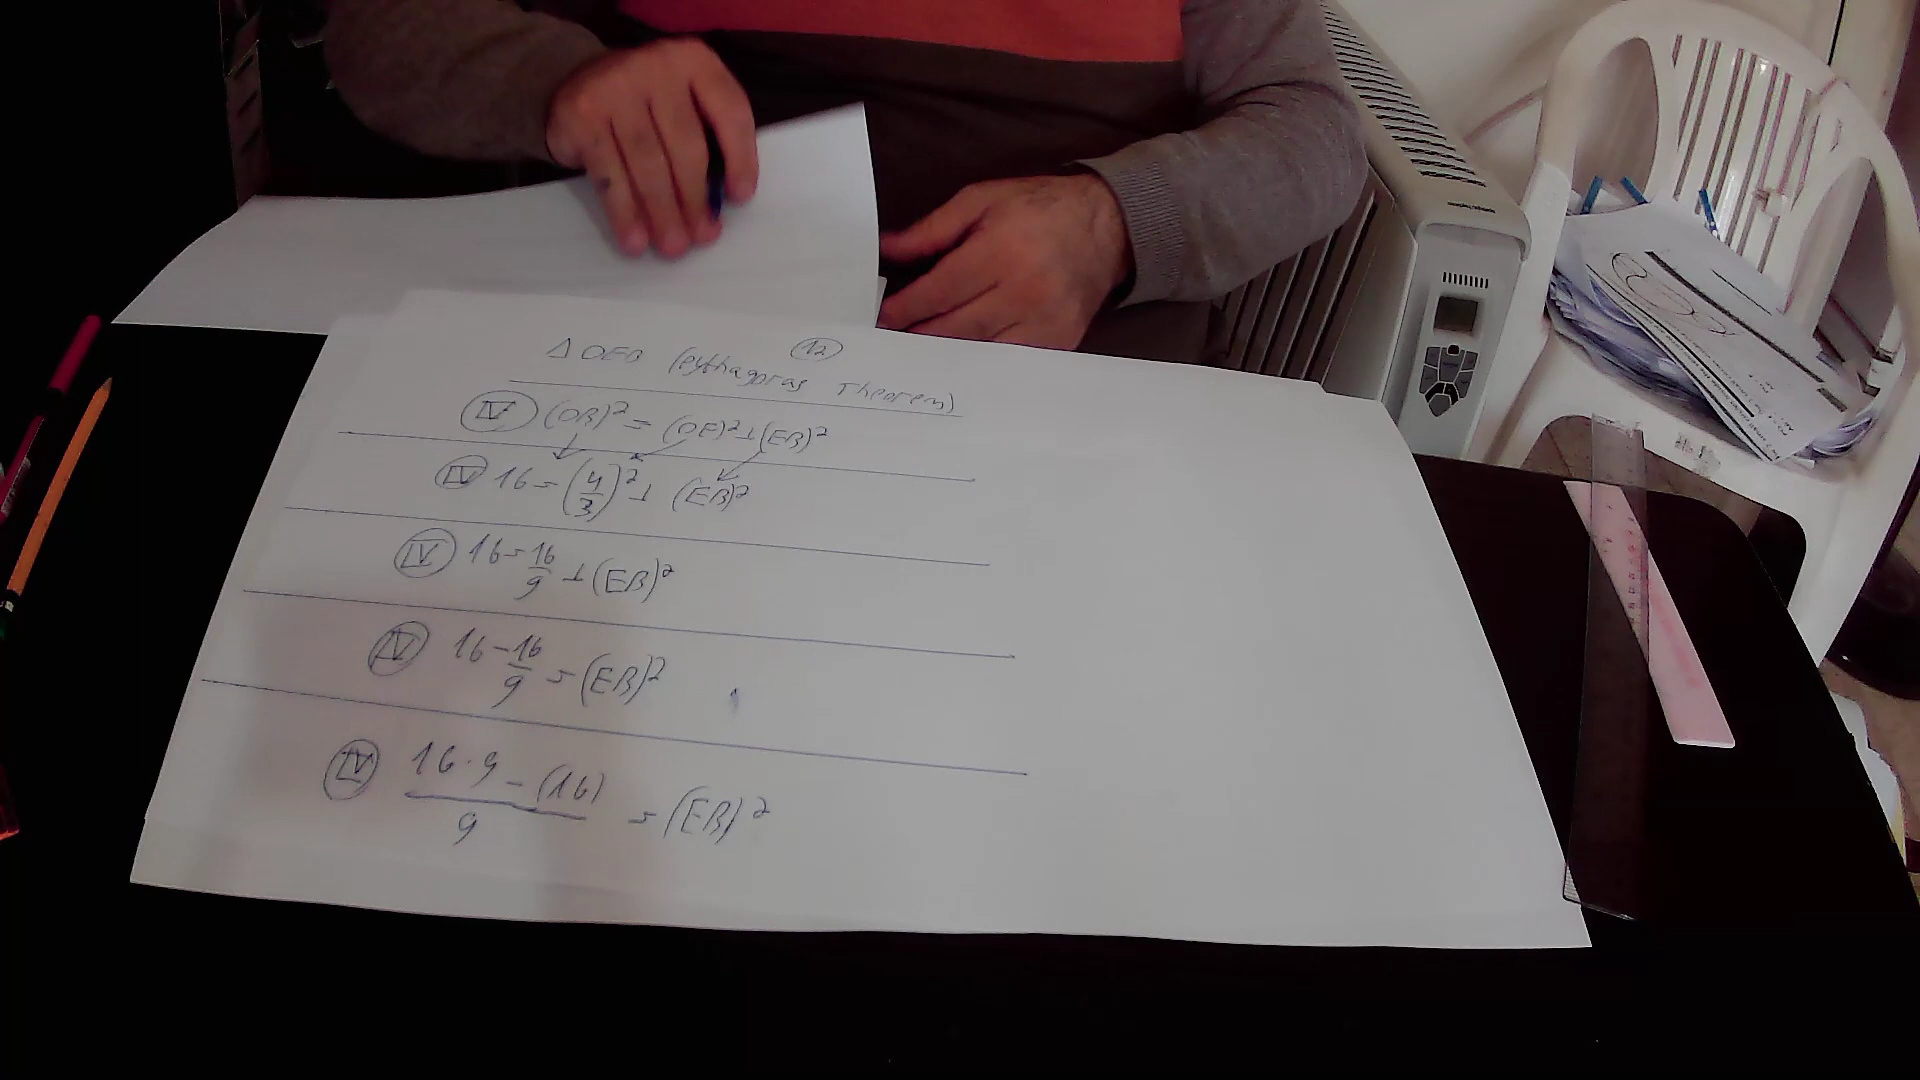 12
Δ OEB (pythagoras Theorem)
IV (OB)² = (OE)² + (EB)²
IV 16 = (4/3)² + (EB)²
IV 16 = 16/9 + (EB)²
IV 16 - 16/9 = (EB)²
IV 16·9 - (16) / 9 = (EB)²